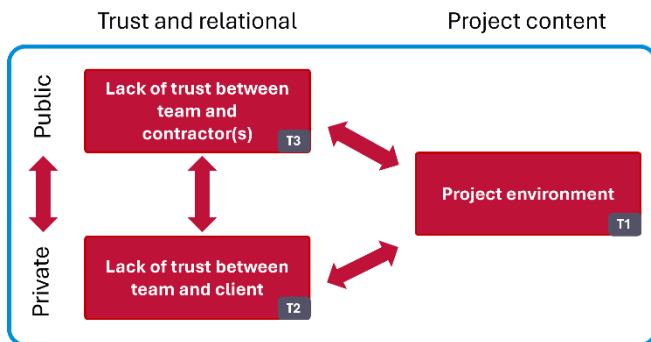 Trust and relational
Project content
Public
Lack of trust between
team and
contractor(s)
T3
Project environment
T1
Private
Lack of trust between
team and client
T2